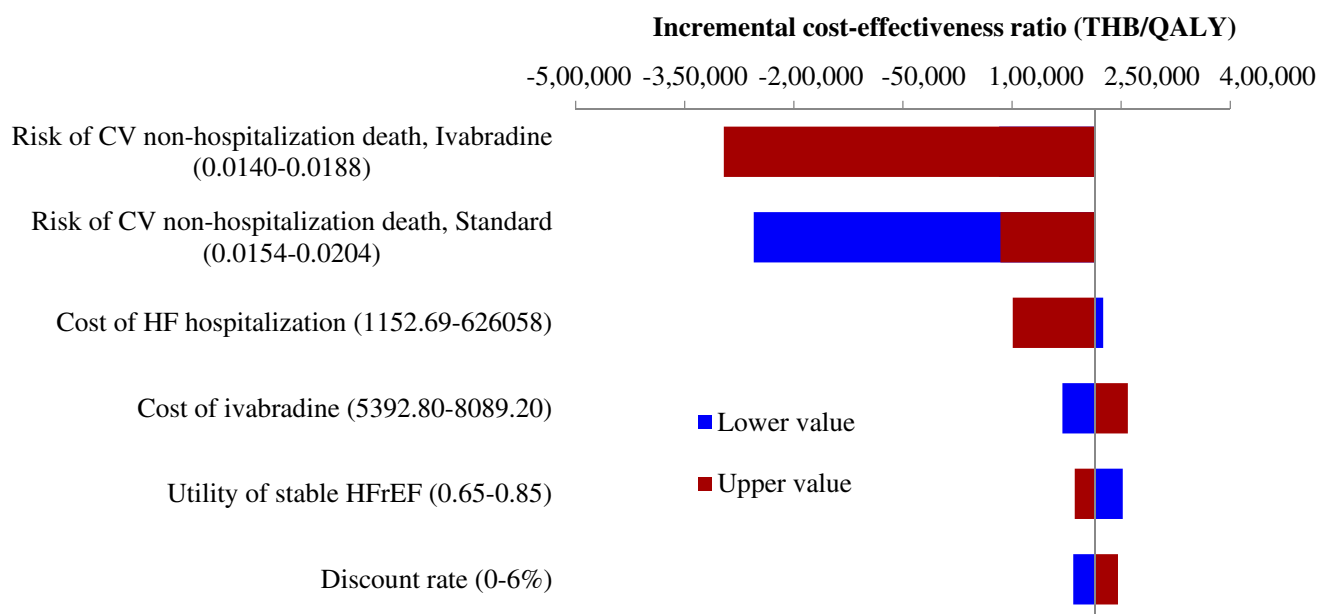 Incremental cost-effectiveness ratio (THB/QALY)
-5,00,000 -3,50,000 -2,00,000 -50,000 1,00,000 2,50,000 4,00,000
Risk of CV non-hospitalization death, Ivabradine
(0.0140-0.0188)
Risk of CV non-hospitalization death, Standard
(0.0154-0.0204)
Cost of HF hospitalization (1152.69-626058)
Cost of ivabradine (5392.80-8089.20)
Lower value
Utility of stable HFrEF (0.65-0.85)
Upper value
Discount rate (0-6%)